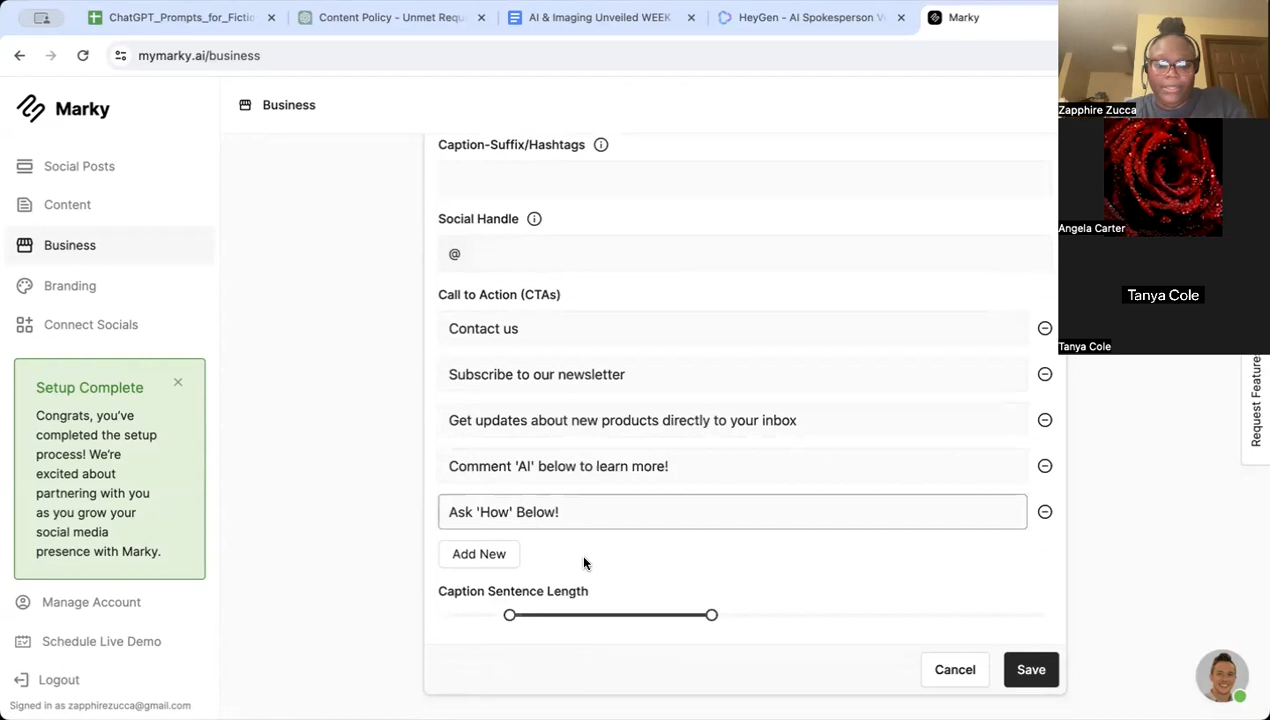 ChatGPT_Prompts_for_Fictio
Content Policy - Unmet Requ
AI & Imaging Unveiled WEEK
HeyGen - AI Spokesperson V
Marky
mymarky.ai/business
Marky
Business
Social Posts
Content
Business
Branding
Connect Socials
Setup Complete
Congrats, you've
completed the setup
process! We're
excited about
partnering with you
as you grow your
social media
presence with Marky.
Manage Account
Schedule Live Demo
Logout
Signed in as zapphirezucca@gmail.com
Caption-Suffix/Hashtags
Social Handle
@
Call to Action (CTAs)
Contact us
Subscribe to our newsletter
Get updates about new products directly to your inbox
Comment 'AI' below to learn more!
Ask 'How' Below!
Add New
Caption Sentence Length
Cancel
Save
Zapphire Zucca
Angela Carter
Tanya Cole
Tanya Cole
Request Feature